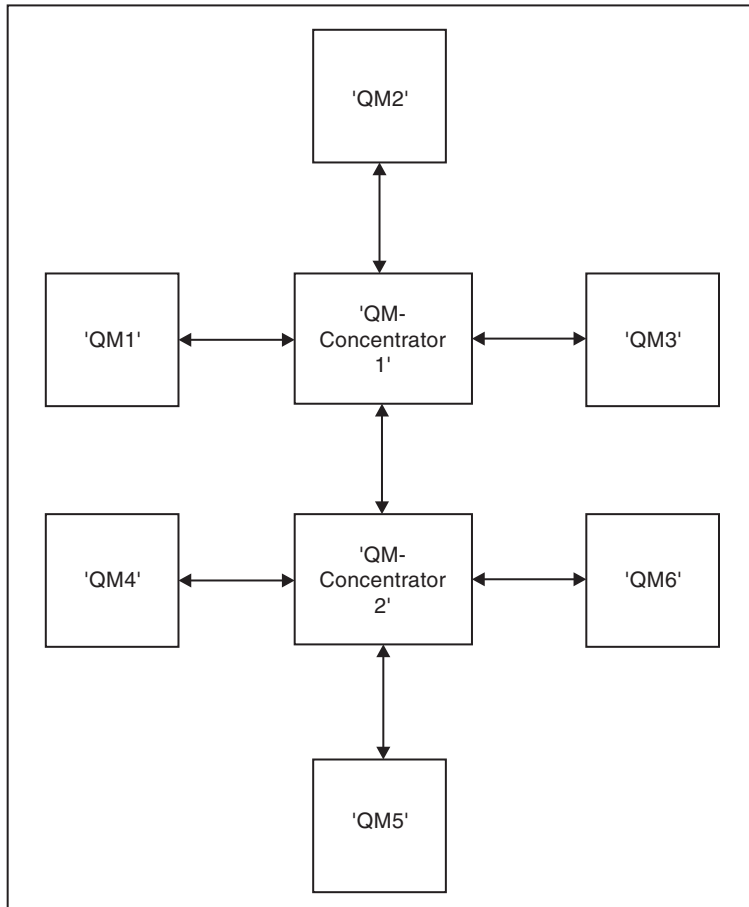 'QM2'
'QM1'
'QM-
Concentrator
1'
'QM3'
'QM4'
'QM-
Concentrator
2'
'QM6'
'QM5'